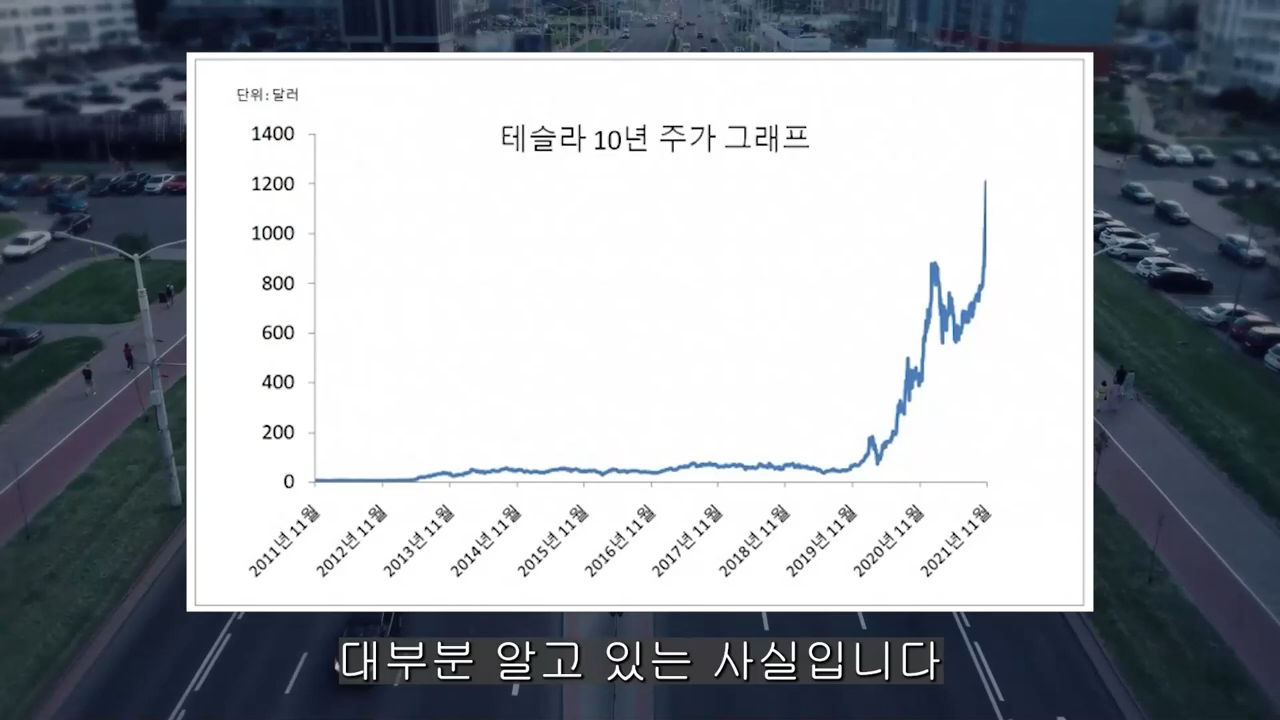 단위:달러
테슬라 10년 주가 그래프
1400
1200
1000
800
600
400
200
0
2011년 11월
2012년 11월
2013년 11월
2014년 11월
2015년 11월
2016년 11월
2017년 11월
2018년 11월
2019년 11월
2020년 11월
2021년 11월
대부분 알고 있는 사실입니다